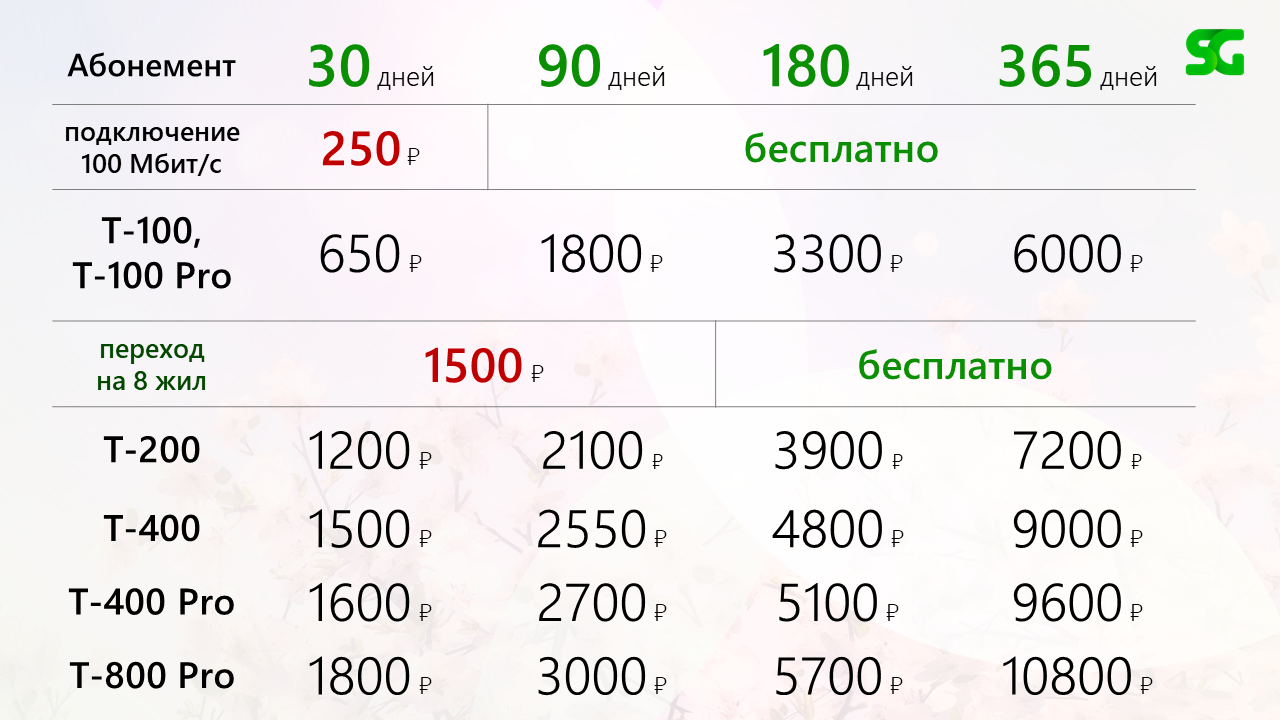 Абонемент 30 дней 90 дней 180 дней 365 дней SG
подключение
100 Мбит/с 250 ₽ бесплатно
Т-100,
Т-100 Pro 650 ₽ 1800 ₽ 3300 ₽ 6000 ₽
переход
на 8 жил 1500 ₽ бесплатно
Т-200 1200 ₽ 2100 ₽ 3900 ₽ 7200 ₽
Т-400 1500 ₽ 2550 ₽ 4800 ₽ 9000 ₽
Т-400 Pro 1600 ₽ 2700 ₽ 5100 ₽ 9600 ₽
Т-800 Pro 1800 ₽ 3000 ₽ 5700 ₽ 10800 ₽